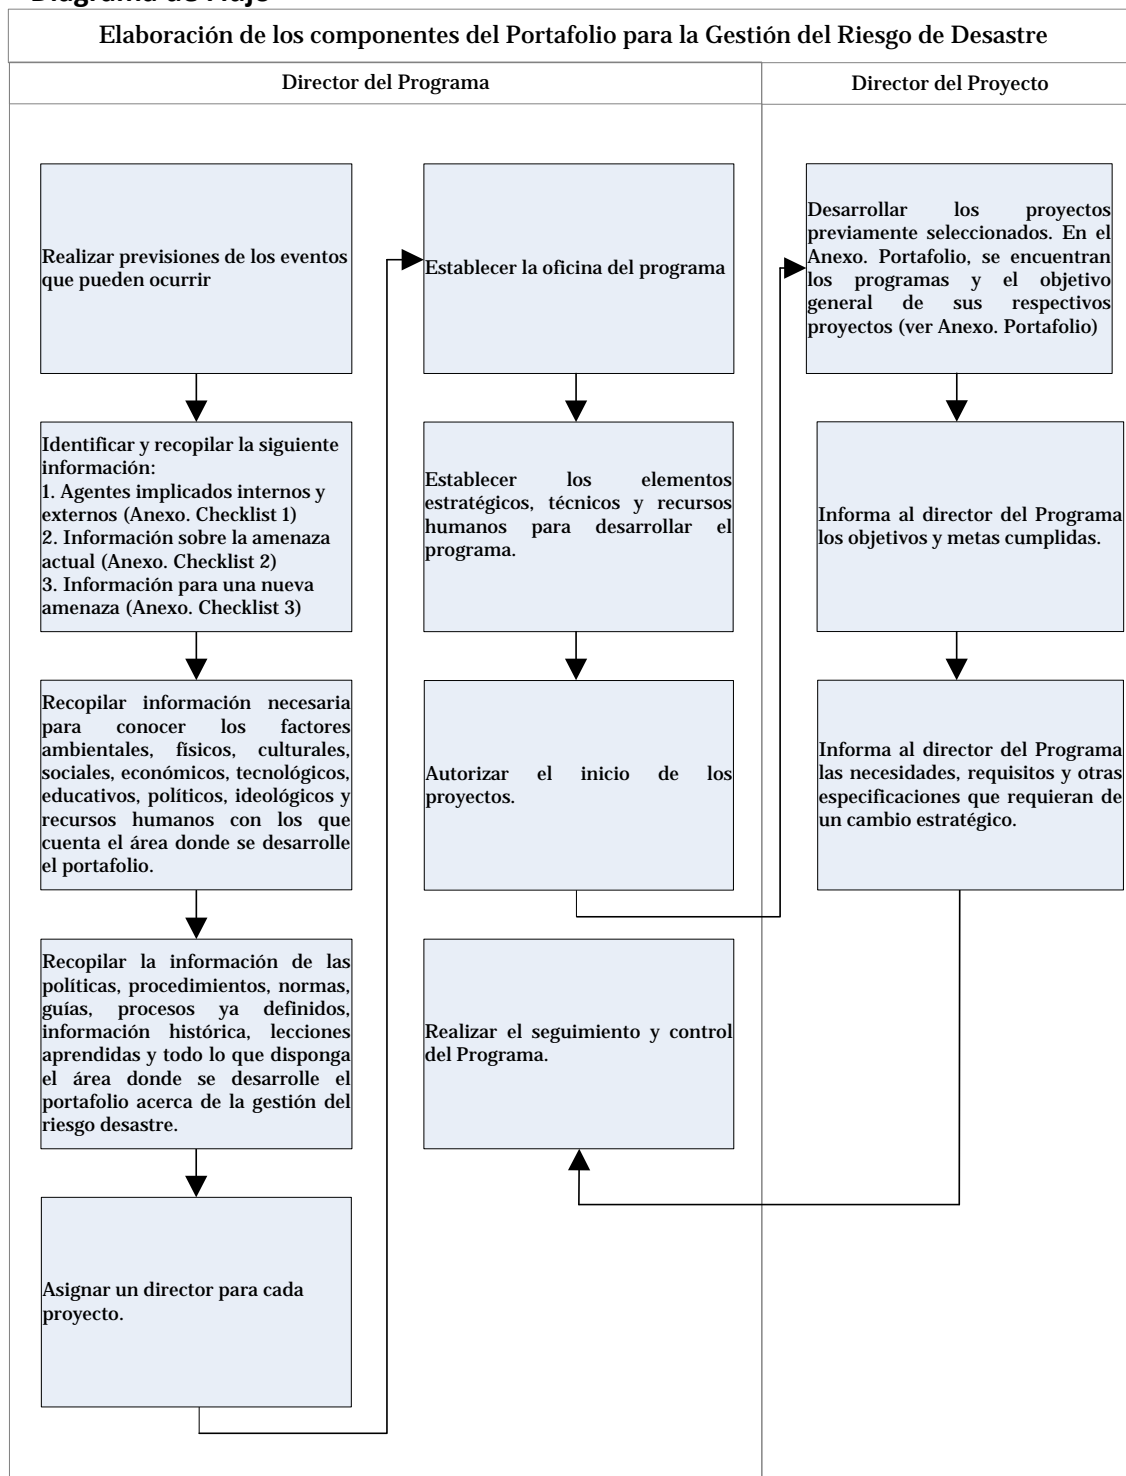 Diagrama de Flujo
Elaboración de los componentes del Portafolio para la Gestión del Riesgo de Desastre
Director del Programa
Director del Proyecto
Realizar previsiones de los eventos
que pueden ocurrir
Identificar y recopilar la siguiente
información:
1. Agentes implicados internos y
externos (Anexo. Checklist 1)
2. Información sobre la amenaza
actual (Anexo. Checklist 2)
3. Información para una nueva
amenaza (Anexo. Checklist 3)
Recopilar información necesaria
para conocer los factores
ambientales, físicos, culturales,
sociales, económicos, tecnológicos,
educativos, políticos, ideológicos y
recursos humanos con los que
cuenta el área donde se desarrolle
el portafolio.
Recopilar la información de las
políticas, procedimientos, normas,
guías, procesos ya definidos,
información histórica, lecciones
aprendidas y todo lo que disponga
el área donde se desarrolle el
portafolio acerca de la gestión del
riesgo desastre.
Asignar un director para cada
proyecto.
Establecer la oficina del programa
Establecer los elementos
estratégicos, técnicos y recursos
humanos para desarrollar el
programa.
Autorizar el inicio de los
proyectos.
Realizar el seguimiento y control
del Programa.
Desarrollar los proyectos
previamente seleccionados. En el
Anexo. Portafolio, se encuentran
los programas y el objetivo
general de sus respectivos
proyectos (ver Anexo. Portafolio)
Informa al director del Programa
los objetivos y metas cumplidas.
Informa al director del Programa
las necesidades, requisitos y otras
especificaciones que requieran de
un cambio estratégico.